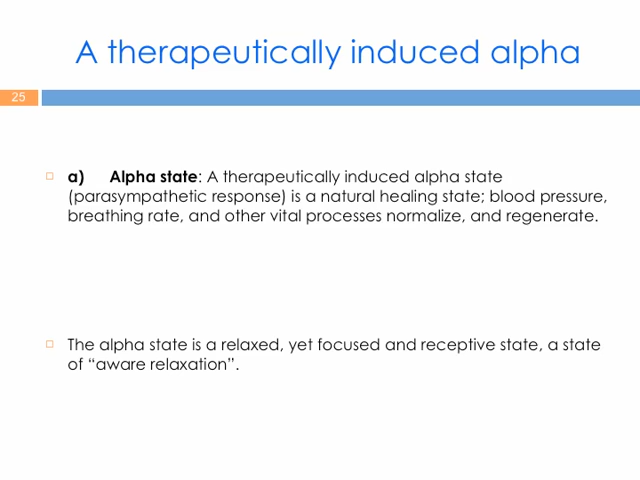 A therapeutically induced alpha
25
a) Alpha state: A therapeutically induced alpha state
(parasympathetic response) is a natural healing state; blood pressure,
breathing rate, and other vital processes normalize, and regenerate.
The alpha state is a relaxed, yet focused and receptive state, a state
of “aware relaxation”.